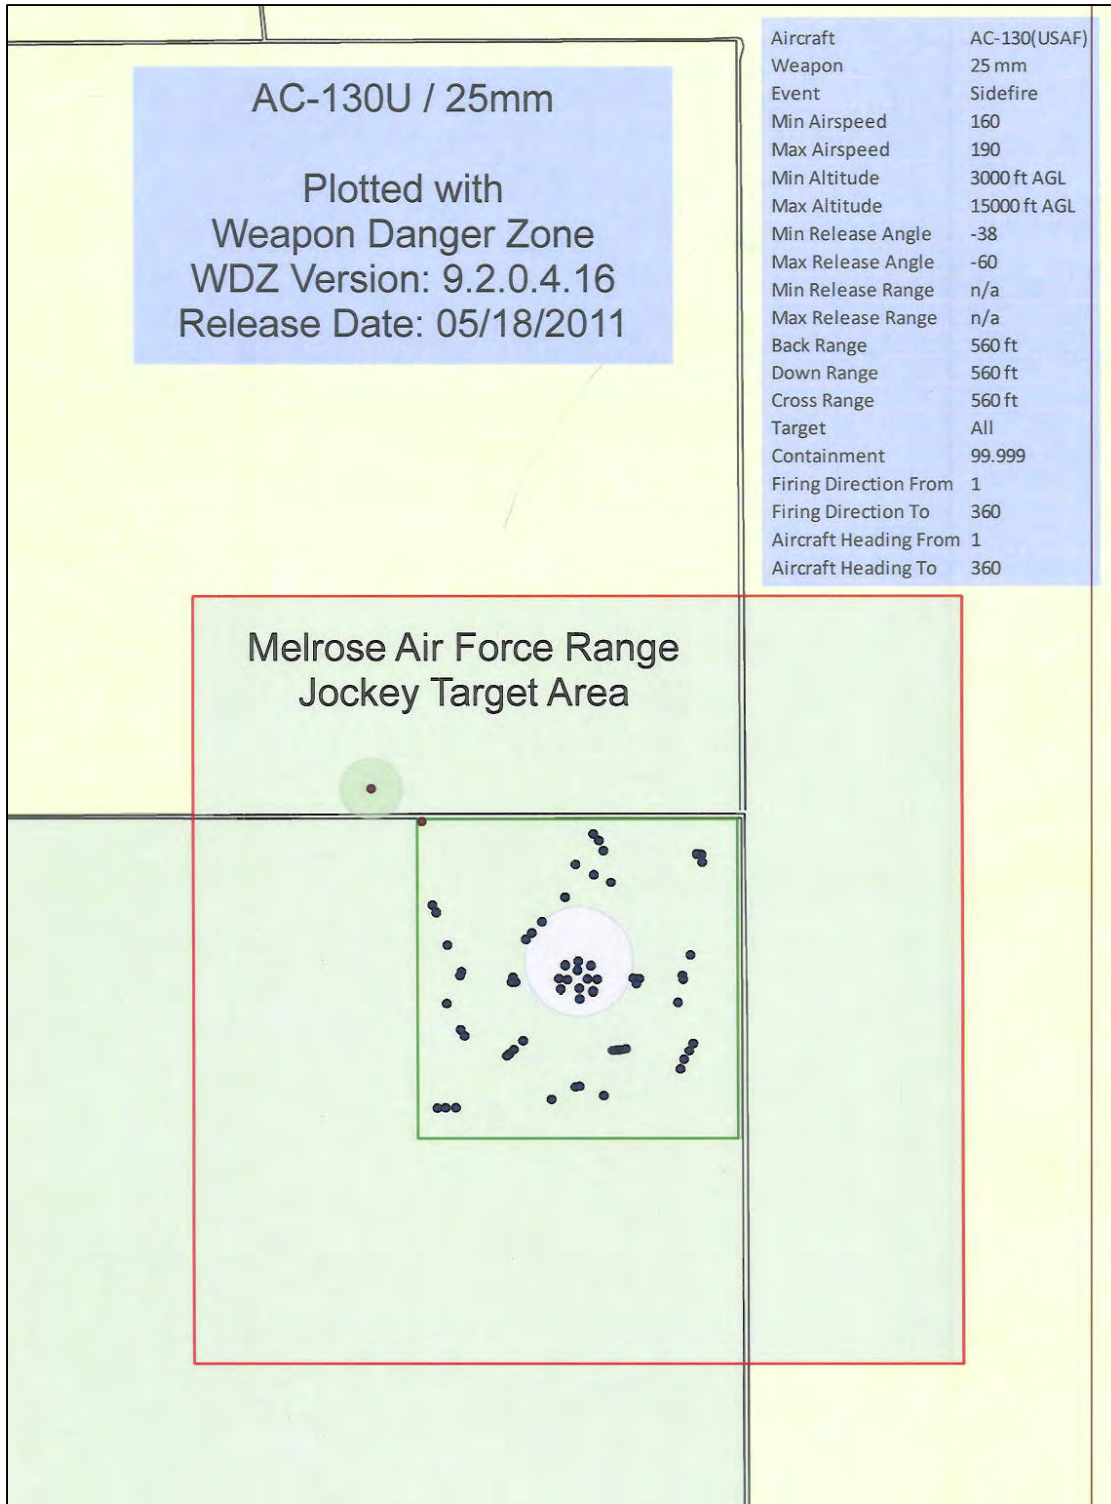 AC-130U / 25mm
Plotted with
Weapon Danger Zone
WDZ Version: 9.2.0.4.16
Release Date: 05/18/2011
Aircraft AC-130(USAF)
Weapon 25 mm
Event Sidefire
Min Airspeed 160
Max Airspeed 190
Min Altitude 3000 ft AGL
Max Altitude 15000 ft AGL
Min Release Angle -38
Max Release Angle -60
Min Release Range n/a
Max Release Range n/a
Back Range 560 ft
Down Range 560 ft
Cross Range 560 ft
Target All
Containment 99.999
Firing Direction From 1
Firing Direction To 360
Aircraft Heading From 1
Aircraft Heading To 360
Melrose Air Force Range
Jockey Target Area